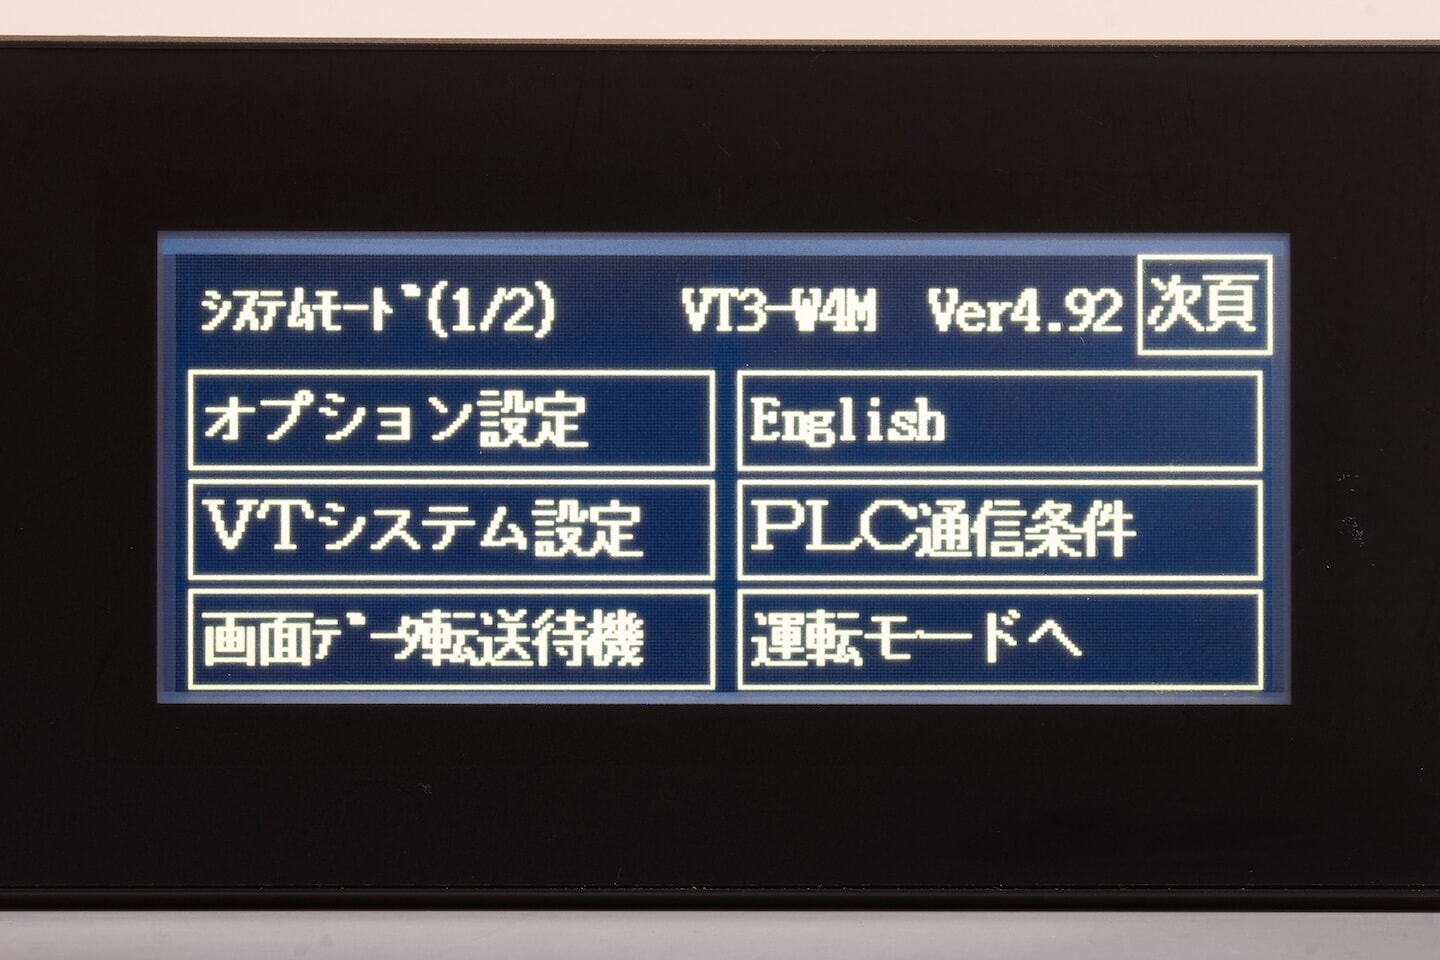 ｼｽﾃﾑﾓｰﾄﾞ(1/2) VT3-W4M Ver4.92 次頁
オプション設定 English
VTシステム設定 PLC通信条件
画面ﾃﾞｰﾀ転送待機 運転モードへ